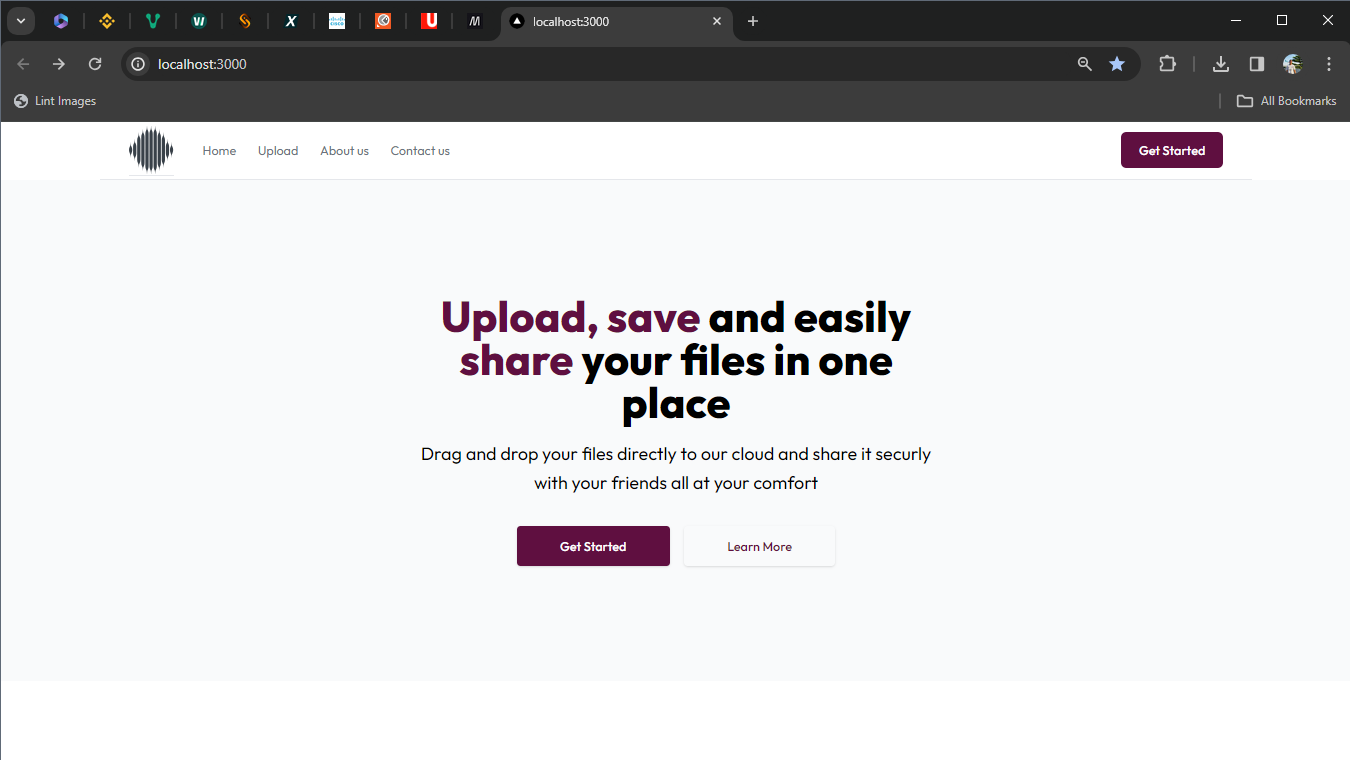 localhost:3000
localhost:3000
Lint Images
All Bookmarks
Home Upload About us Contact us
Get Started
Upload, save and easily
share your files in one
place
Drag and drop your files directly to our cloud and share it securly
with your friends all at your comfort
Get Started Learn More